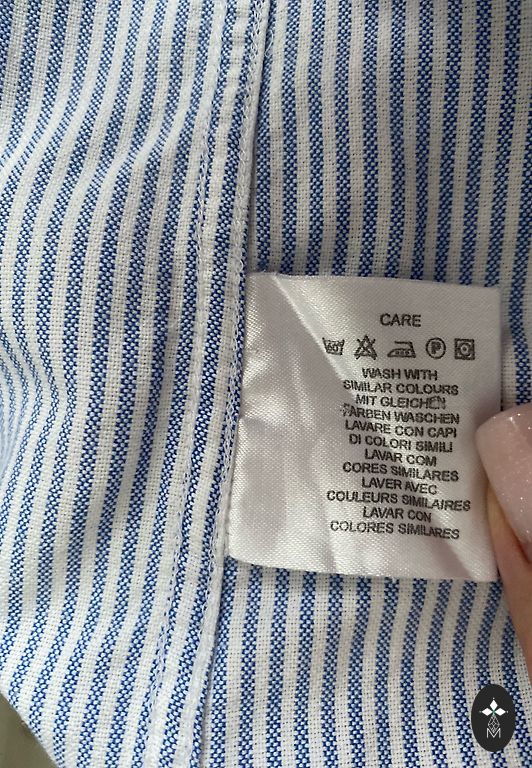 CARE
60 P
WASH WITH
SIMILAR COLOURS
MIT GLEICHEN
FARBEN WASCHEN
LAVARE CON CAPI
DI COLORI SIMILI
LAVAR COM
CORES SIMILARES
LAVER AVEC
COULEURS SIMILAIRES
LAVAR CON
COLORES SIMILARES
M